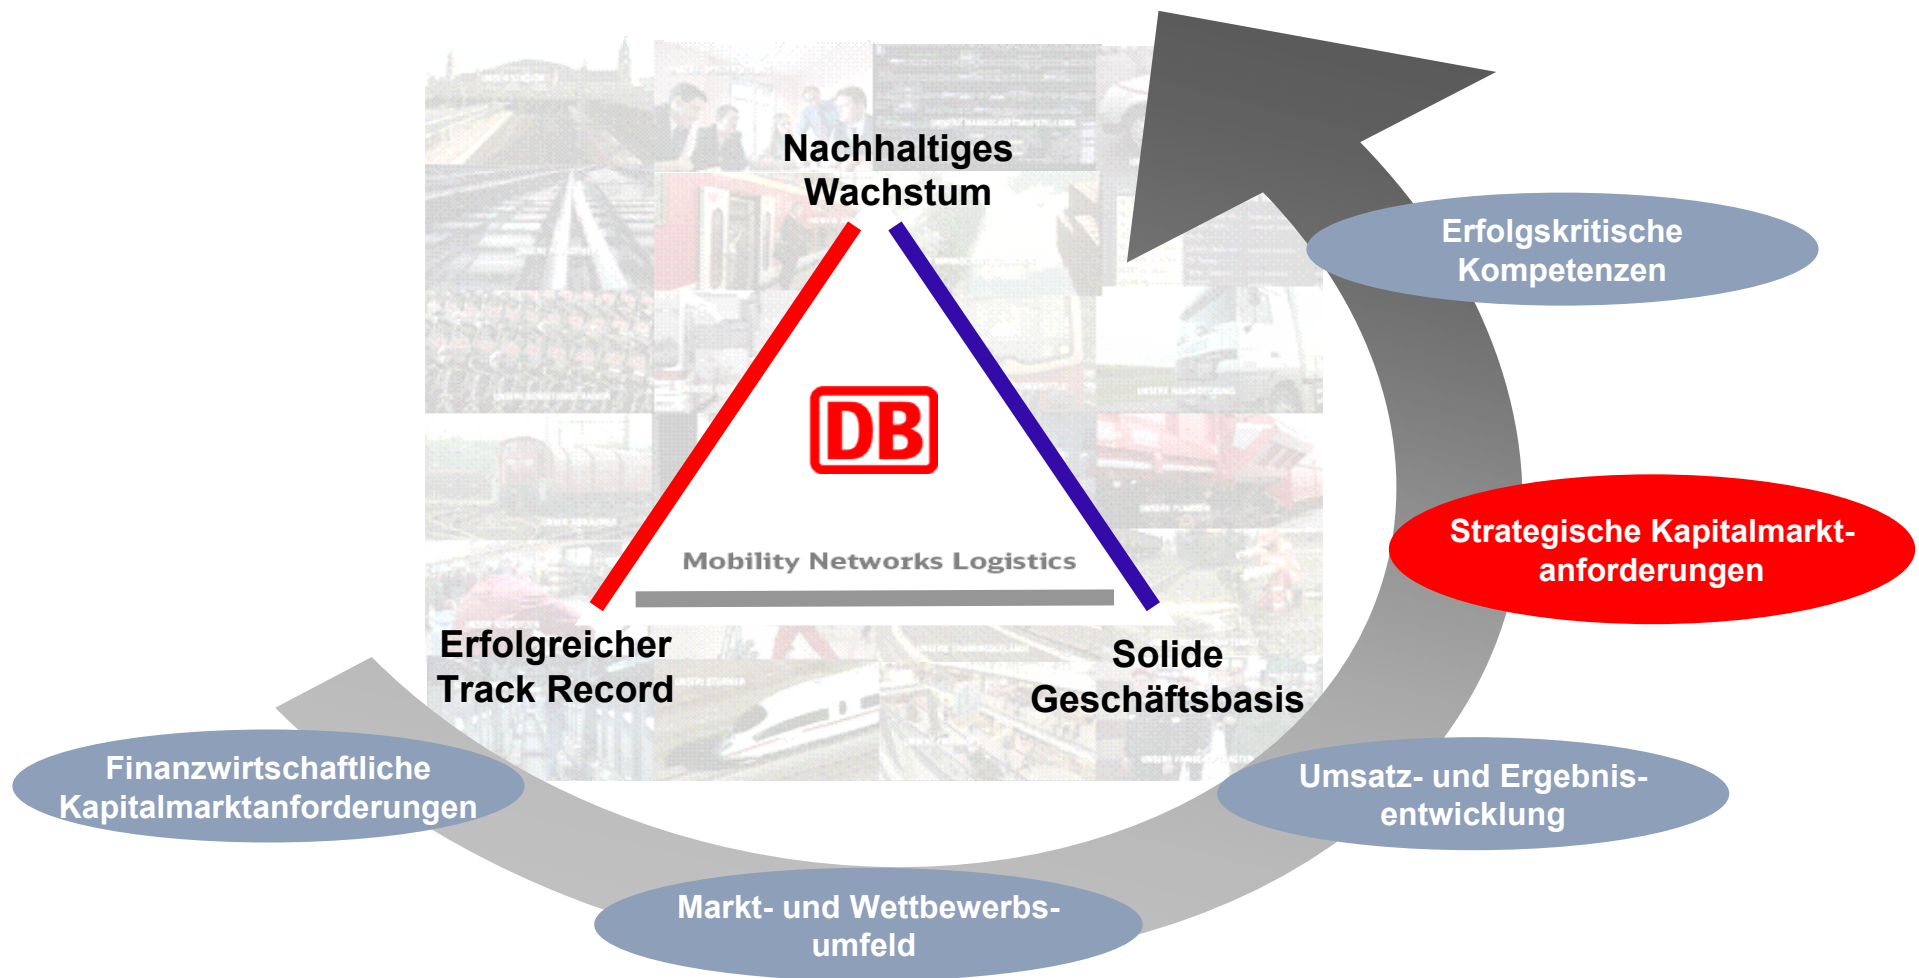 Nachhaltiges
Wachstum
Erfolgskritische
Kompetenzen
DB
Strategische Kapitalmarkt-
anforderungen
Mobility Networks Logistics
Erfolgreicher
Track Record
Solide
Geschäftsbasis
Finanzwirtschaftliche
Kapitalmarktanforderungen
Umsatz- und Ergebnis-
entwicklung
Markt- und Wettbewerbs-
umfeld